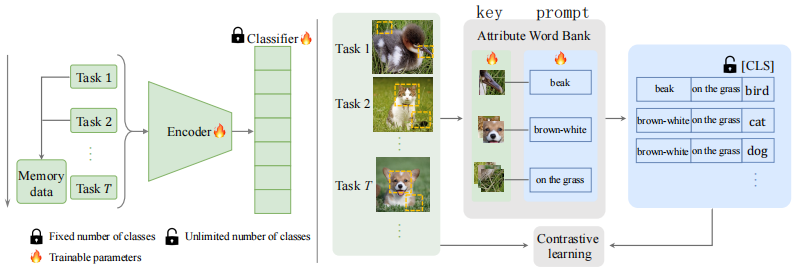 Classifier
Task 1
Task 2
Memory
data
Task T
Encoder
Fixed number of classes
Unlimited number of classes
Trainable parameters
Task 1
Task 2
Task T
key prompt
Attribute Word Bank
beak
brown-white
on the grass
[CLS]
beak on the grass bird
brown-white on the grass cat
brown-white on the grass dog
Contrastive
learning